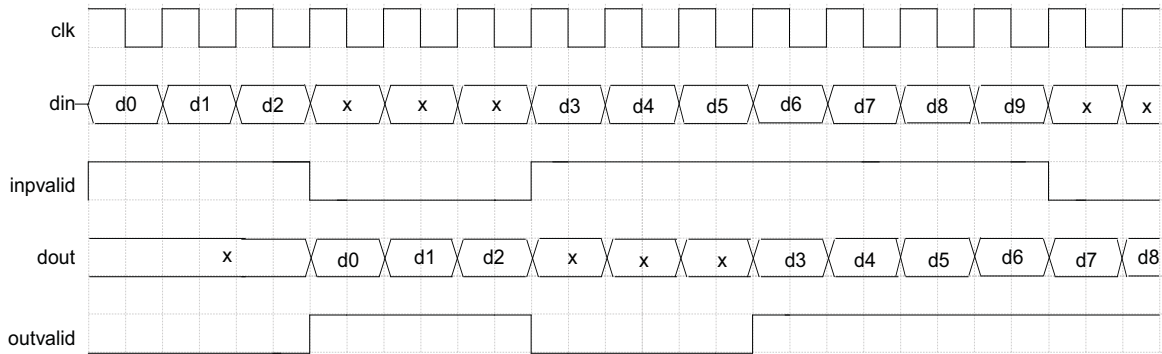 clk
din d0 d1 d2 x x x d3 d4 d5 d6 d7 d8 d9 x x
inpvalid
dout x d0 d1 d2 x x x d3 d4 d5 d6 d7 d8
outvalid